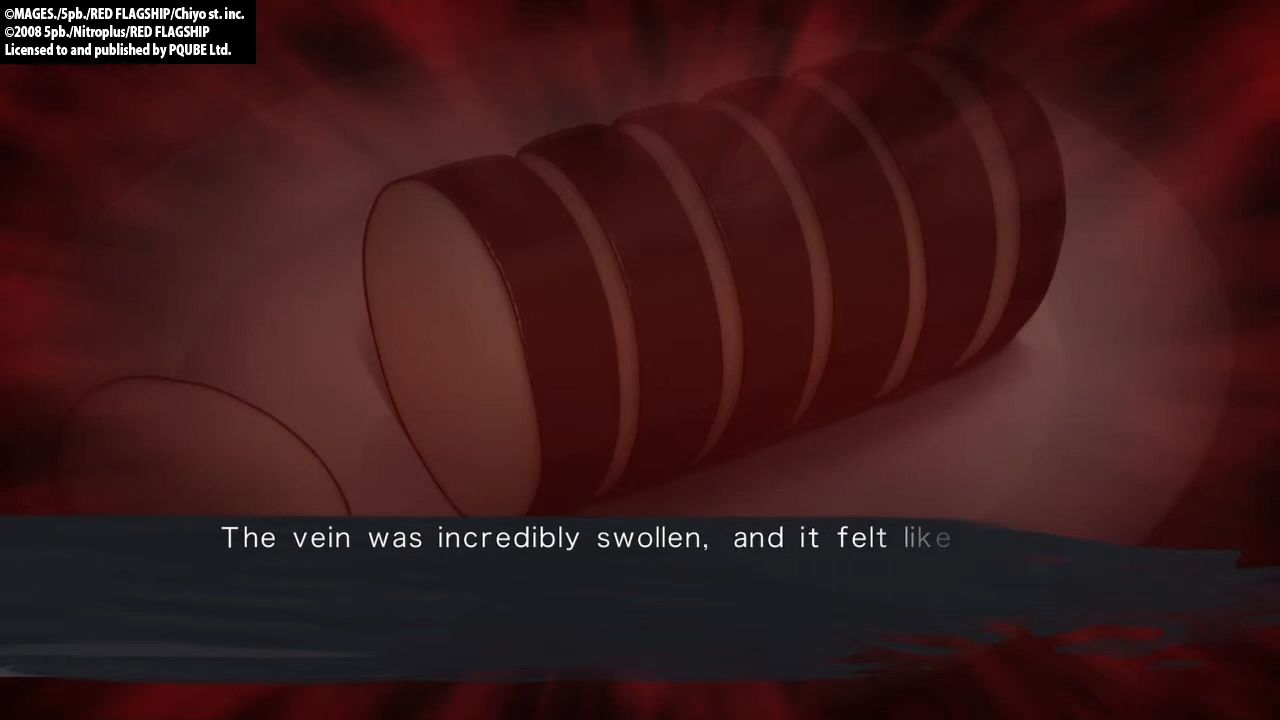 ©MAGES./5pb./RED FLAGSHIP/Chiyo st. inc.
©2008 5pb./Nitroplus/RED FLAGSHIP
Licensed to and published by PQUBE Ltd.
The vein was incredibly swollen, and it felt like